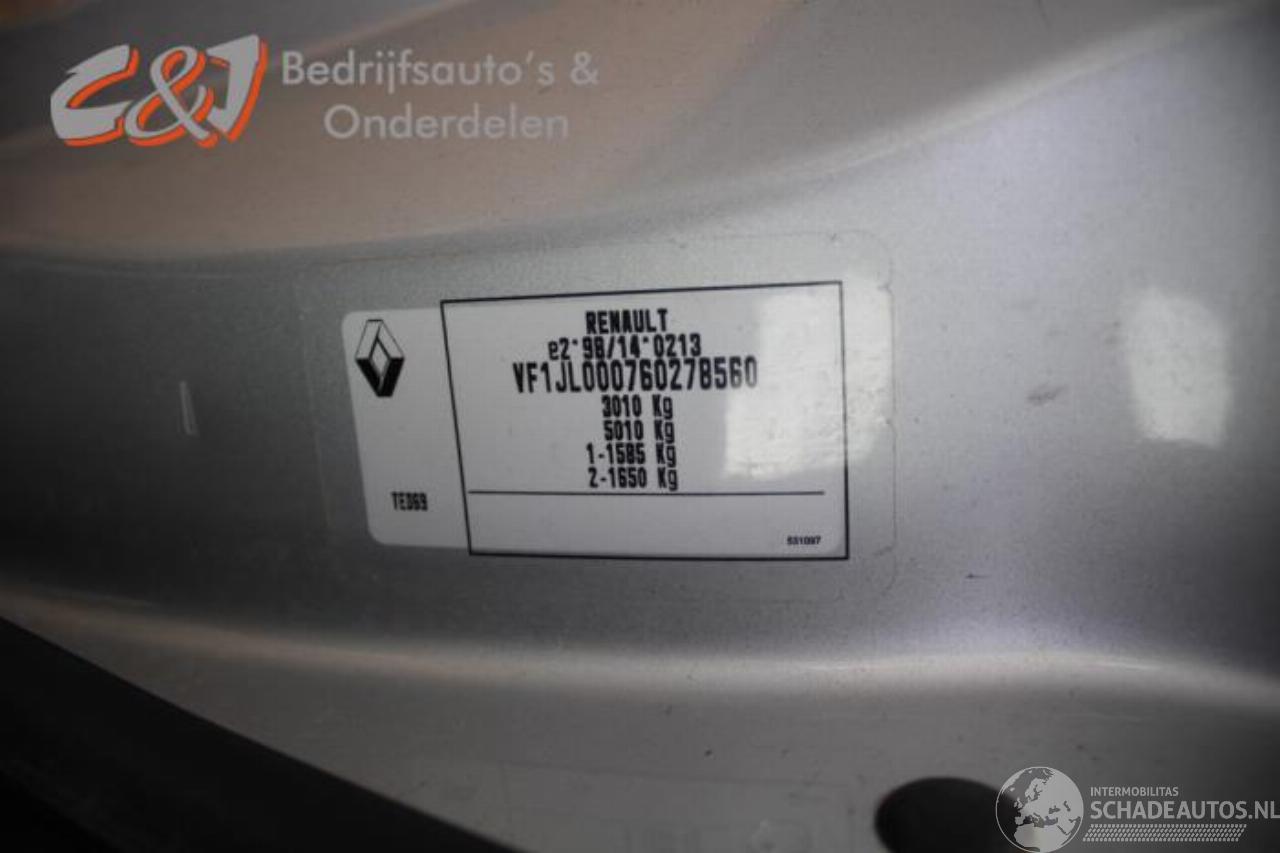 C&J Bedrijfsauto's &
Onderdelen
RENAULT
e2*98/14*0213
VF1JL000760278560
3010 Kg
5010 Kg
1-1585 Kg
2-1650 Kg
TED69
531097
INTERMOBILITAS
SCHADEAUTOS.NL